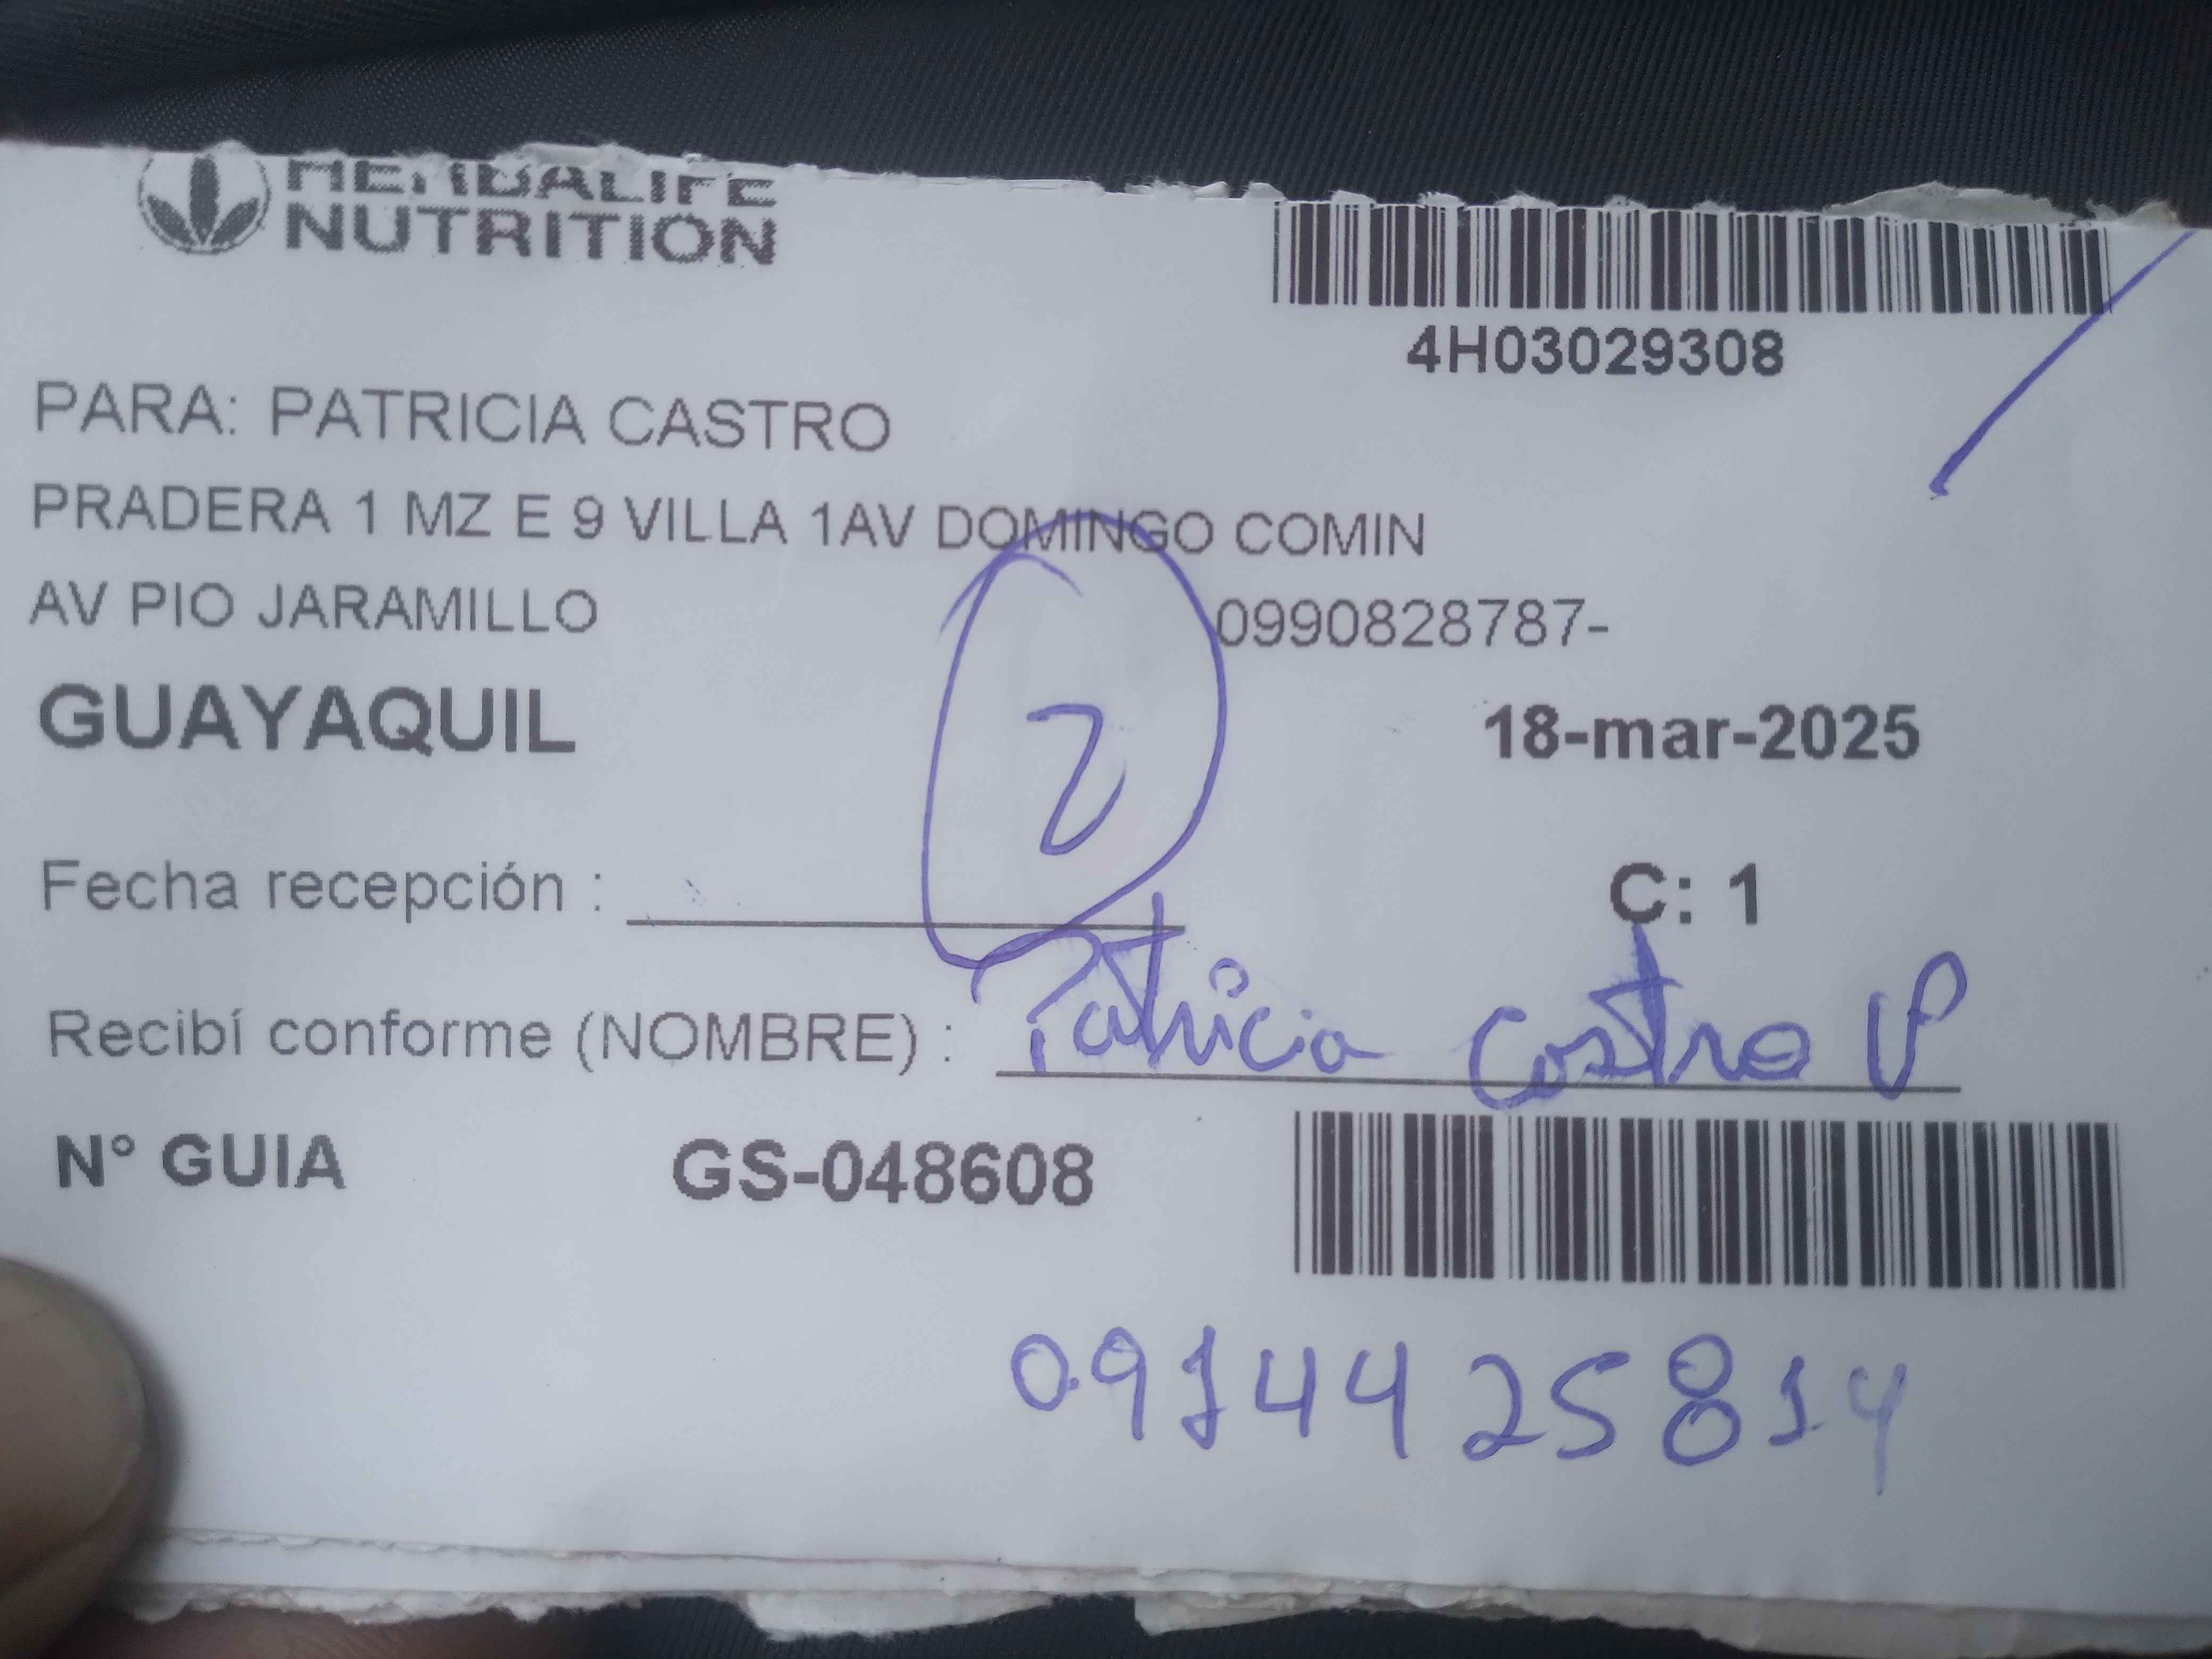 HERBALIFE
NUTRITION
4H03029308
PARA: PATRICIA CASTRO
PRADERA 1 MZ E 9 VILLA 1AV DOMINGO COMIN
AV PIO JARAMILLO 0990828787-
GUAYAQUIL 18-mar-2025
2
Fecha recepción : C: 1
Recibí conforme (NOMBRE) : Patricia Castro V
N° GUIA GS-048608
0914425814